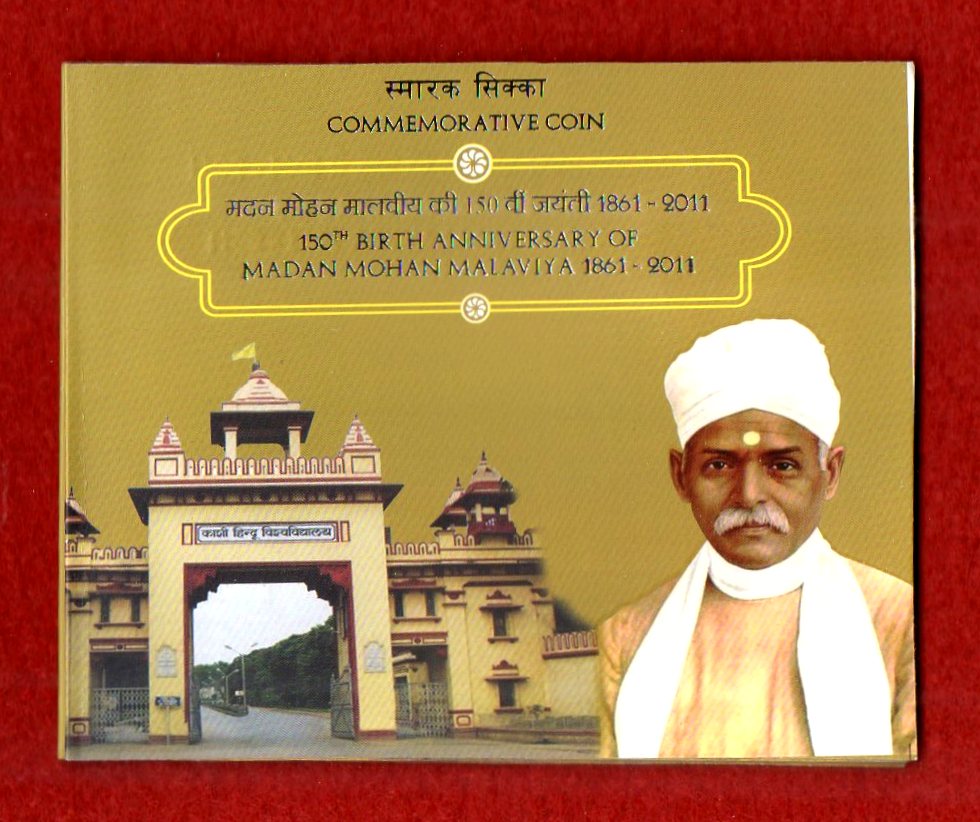 स्मारक सिक्का
COMMEMORATIVE COIN
मदन मोहन मालवीय की 150 वीं जयंती 1861 - 2011
150TH BIRTH ANNIVERSARY OF
MADAN MOHAN MALAVIYA 1861 - 2011
काशी हिन्दू विश्वविद्यालय